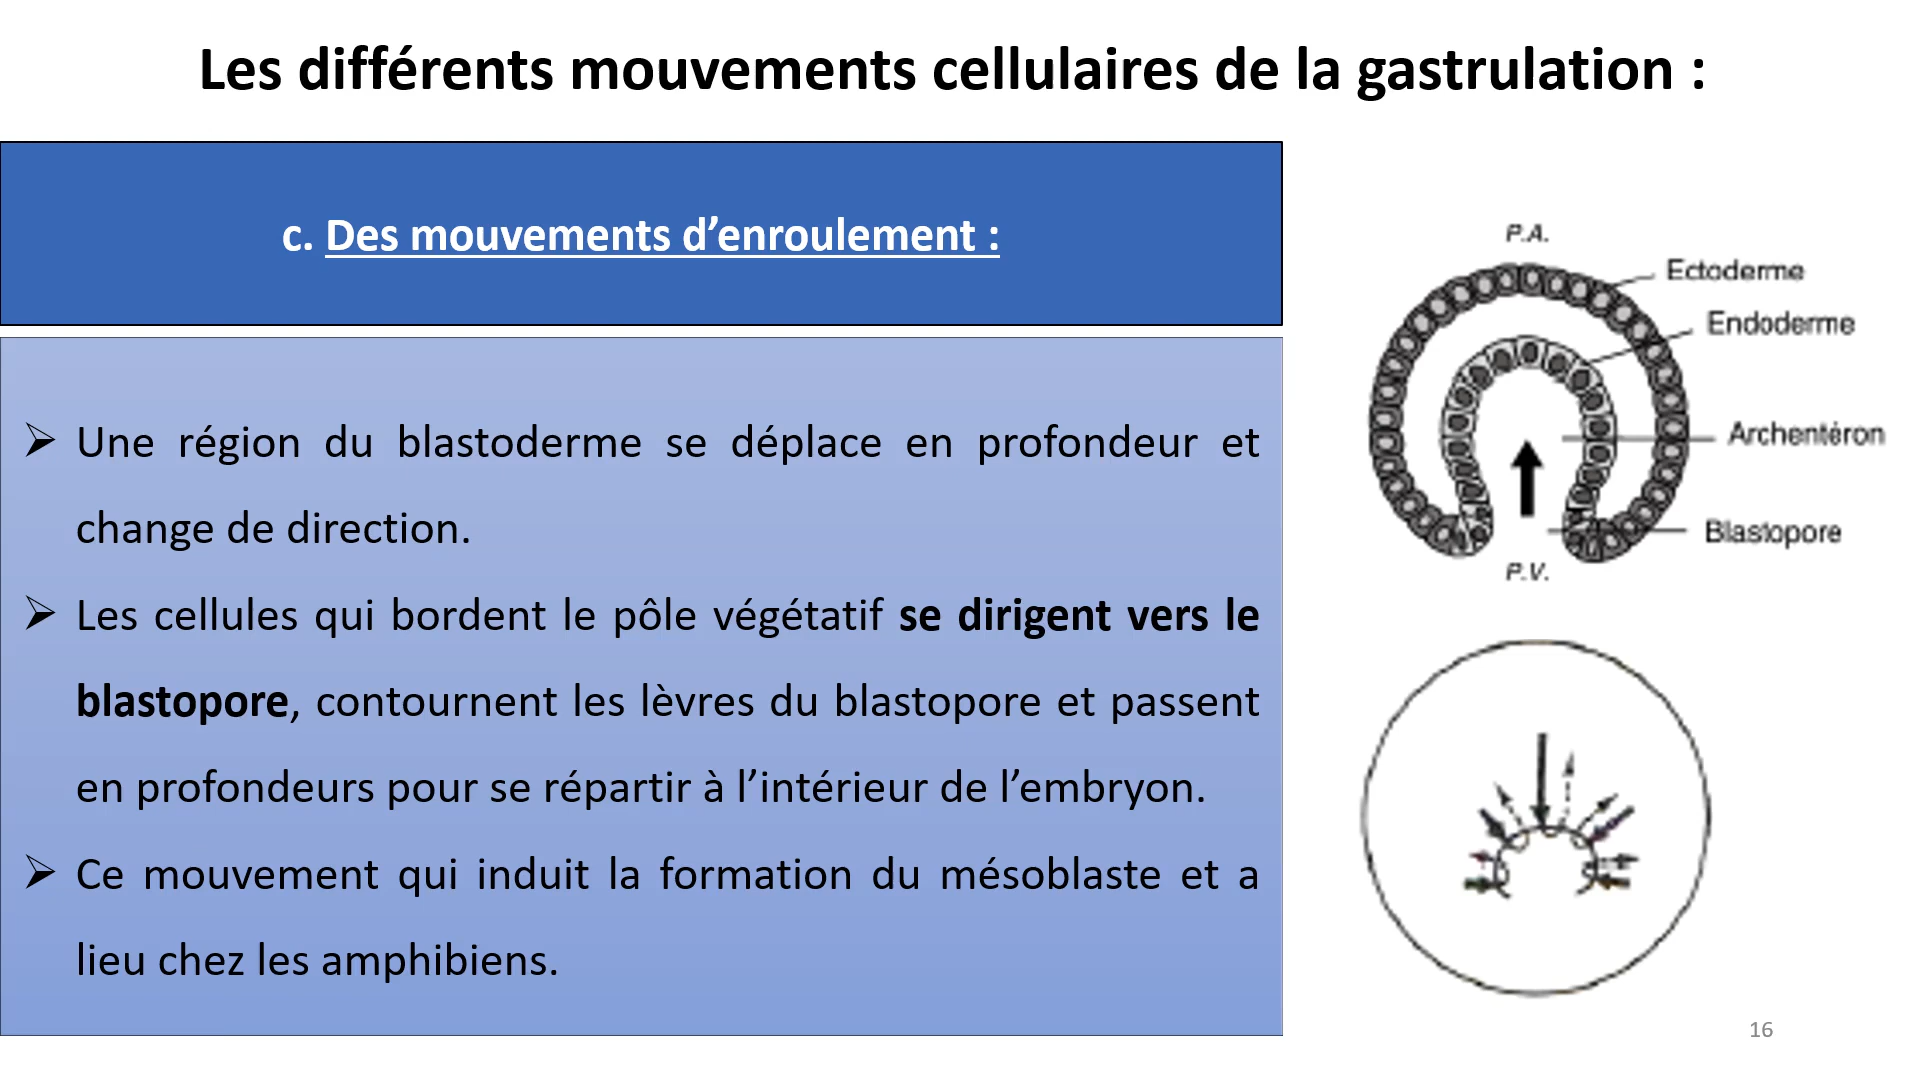 Les différents mouvements cellulaires de la gastrulation :
c. Des mouvements d’enroulement :
➢ Une région du blastoderme se déplace en profondeur et
change de direction.
➢ Les cellules qui bordent le pôle végétatif se dirigent vers le
blastopore, contournent les lèvres du blastopore et passent
en profondeurs pour se répartir à l’intérieur de l’embryon.
➢ Ce mouvement qui induit la formation du mésoblaste et a
lieu chez les amphibiens.
P.A.
Ectoderme
Endoderme
Archentéron
Blastopore
P.V.
16